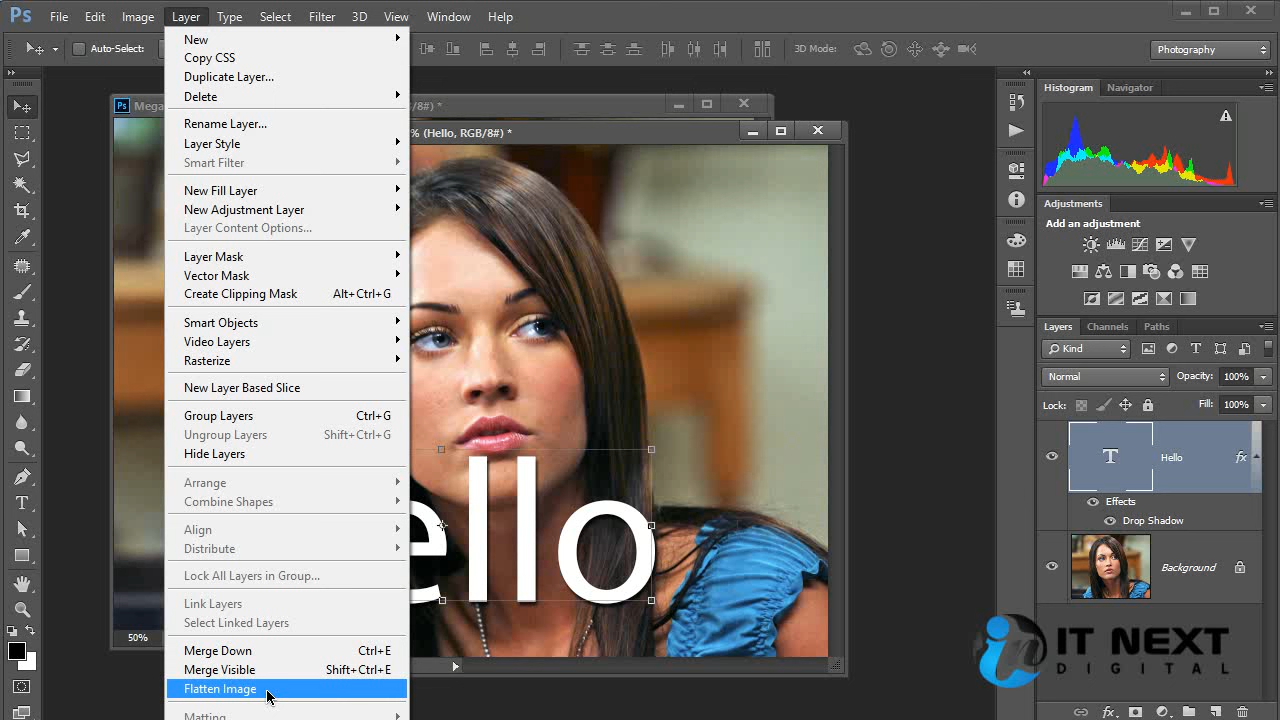 Ps File Edit Image Layer Type Select Filter 3D View Window Help
Auto-Select:
3D Mode:
Photography
New
Copy CSS
Duplicate Layer...
Delete
Rename Layer...
Layer Style
Smart Filter
New Fill Layer
New Adjustment Layer
Layer Content Options...
Layer Mask
Vector Mask
Create Clipping Mask Alt+Ctrl+G
Smart Objects
Video Layers
Rasterize
New Layer Based Slice
Group Layers Ctrl+G
Ungroup Layers Shift+Ctrl+G
Hide Layers
Arrange
Combine Shapes
Align
Distribute
Lock All Layers in Group...
Link Layers
Select Linked Layers
Merge Down Ctrl+E
Merge Visible Shift+Ctrl+E
Flatten Image
Matting
Ps Mega
/8#) *
% (Hello, RGB/8#) *
ello
50%
Histogram Navigator
Adjustments
Add an adjustment
Layers Channels Paths
Kind
Normal Opacity: 100%
Lock: Fill: 100%
T Hello fx
Effects
Drop Shadow
Background
in IT NEXT
DIGITAL
fx.